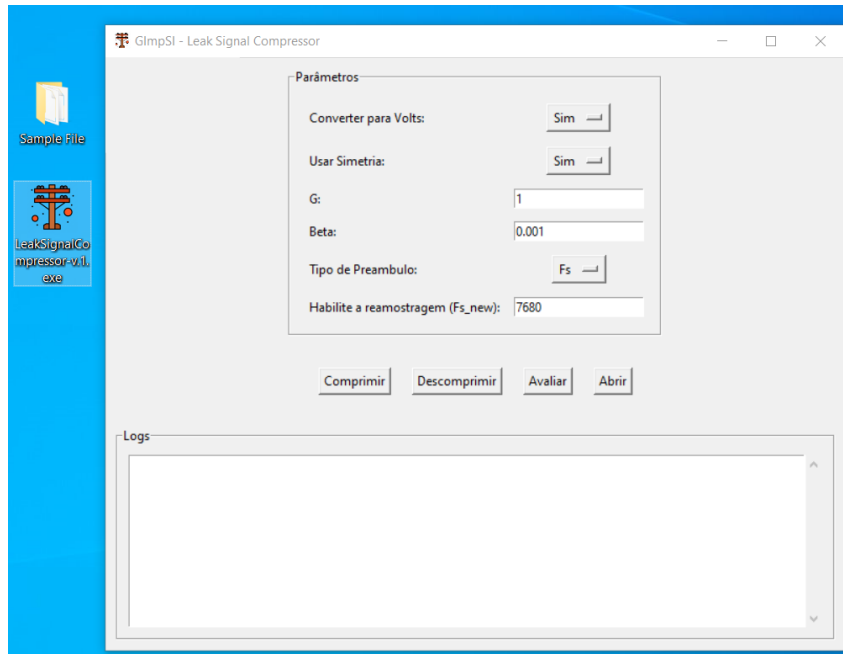 GImpSI - Leak Signal Compressor
Sample File
LeakSignalCo
mpressor-v.1.
exe
Parâmetros
Converter para Volts: Sim
Usar Simetria: Sim
G: 1
Beta: 0.001
Tipo de Preambulo: Fs
Habilite a reamostragem (Fs_new): 7680
Comprimir Descomprimir Avaliar Abrir
Logs